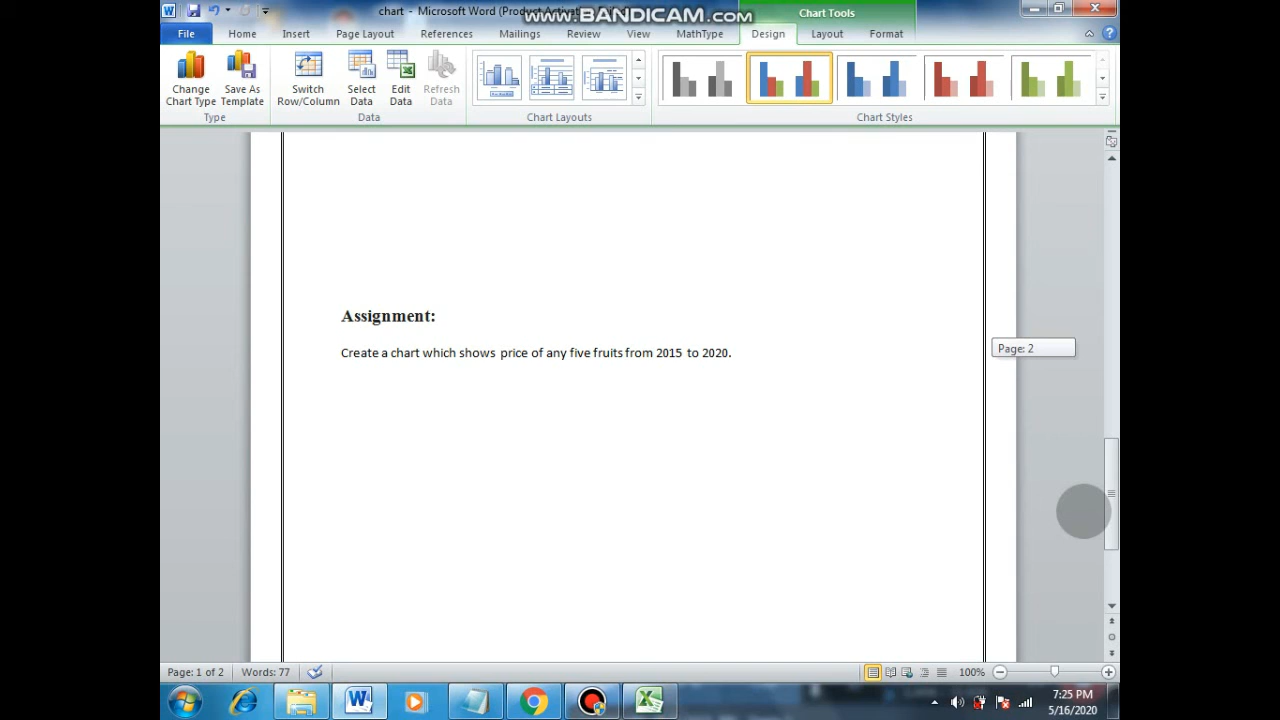 chart - Microsoft Word (Product Activat
www.BANDICAM.com
Chart Tools
File Home Insert Page Layout References Mailings Review View MathType Design Layout Format
Change Chart Type
Save As Template
Switch Row/Column
Select Data
Edit Data
Refresh Data
Type Data Chart Layouts Chart Styles
Assignment:
Create a chart which shows price of any five fruits from 2015 to 2020.
Page: 2
Page: 1 of 2 Words: 77 100%
7:25 PM
5/16/2020